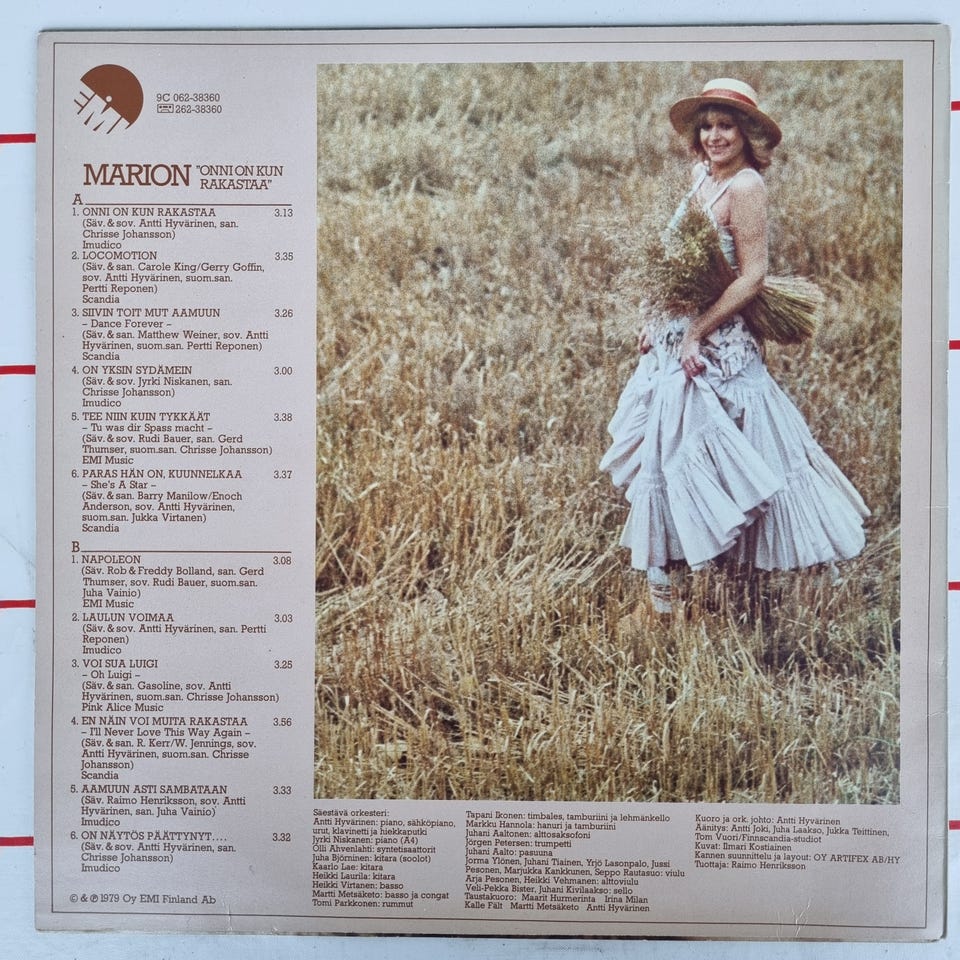 EMI
9C 062-38360
262-38360
MARION "ONNI ON KUN
RAKASTAA"
A
1. ONNI ON KUN RAKASTAA 3.13
(Säv. & sov. Antti Hyvärinen, san.
Chrisse Johansson)
Imudico
2. LOCOMOTION 3.35
(Säv. & san. Carole King/Gerry Goffin,
sov. Antti Hyvärinen, suom.san.
Pertti Reponen)
Scandia
3. SIIVIN TOIT MUT AAMUUN 3.26
– Dance Forever –
(Säv. & san. Matthew Weiner, sov. Antti
Hyvärinen, suom.san. Pertti Reponen)
Scandia
4. ON YKSIN SYDÄMEIN 3.00
(Säv. & sov. Jyrki Niskanen, san.
Chrisse Johansson)
Imudico
5. TEE NIIN KUIN TYKKÄÄT 3.38
– Tu was dir Spass macht –
(Säv. & sov. Rudi Bauer, san. Gerd
Thumser, suom.san. Chrisse Johansson)
EMI Music
6. PARAS HÄN ON, KUUNNELKAA 3.37
– She's A Star –
(Säv. & san. Barry Manilow/Enoch
Anderson, sov. Antti Hyvärinen,
suom.san. Jukka Virtanen)
Scandia
B
1. NAPOLEON 3.08
(Säv. Rob & Freddy Bolland, san. Gerd
Thumser, sov. Rudi Bauer, suom.san.
Juha Vainio)
EMI Music
2. LAULUN VOIMAA 3.03
(Säv. & sov. Antti Hyvärinen, san. Pertti
Reponen)
Imudico
3. VOI SUA LUIGI 3.25
– Oh Luigi –
(Säv. & san. Gasoline, sov. Antti
Hyvärinen, suom.san. Chrisse Johansson)
Pink Alice Music
4. EN NÄIN VOI MUITA RAKASTAA 3.56
– I'll Never Love This Way Again –
(Säv. & san. R. Kerr/W. Jennings, sov.
Antti Hyvärinen, suom.san. Chrisse
Johansson)
Scandia
5. AAMUUN ASTI SAMBATAAN 3.33
(Säv. Raimo Henriksson, sov. Antti
Hyvärinen, san. Juha Vainio)
Imudico
6. ON NÄYTÖS PÄÄTTYNYT.... 3.32
(Säv. & sov. Antti Hyvärinen, san.
Chrisse Johansson)
Imudico
© & ℗ 1979 Oy EMI Finland Ab
Säestävä orkesteri:
Antti Hyvärinen: piano, sähköpiano,
urut, klavinetti ja hiekkaputki
Jyrki Niskanen: piano (A4)
Olli Ahvenlahti: syntetisaattorit
Juha Björninen: kitara (soolot)
Kaarlo Lae: kitara
Heikki Laurila: kitara
Heikki Virtanen: basso
Martti Metsäketo: basso ja congat
Tomi Parkkonen: rummut
Tapani Ikonen: timbales, tamburiini ja lehmänkello
Markku Hannola: hanuri ja tamburiini
Juhani Aaltonen: alttosaksofoni
Jörgen Petersen: trumpetti
Juhani Aalto: pasuuna
Jorma Ylönen, Juhani Tiainen, Yrjö Lasonpalo, Jussi
Pesonen, Marjukka Kankkunen, Seppo Rautasuo: viulu
Arja Pesonen, Heikki Vehmanen: alttoviulu
Veli-Pekka Bister, Juhani Kivilaakso: sello
Taustakuoro: Maarit Hurmerinta Irina Milan
Kalle Fält Martti Metsäketo Antti Hyvärinen
Kuoro ja ork. johto: Antti Hyvärinen
Äänitys: Antti Joki, Juha Laakso, Jukka Teittinen,
Tom Vuori/Finnscandia-studiot
Kuvat: Ilmari Kostiainen
Kannen suunnittelu ja layout: OY ARTIFEX AB/HY
Tuottaja: Raimo Henriksson